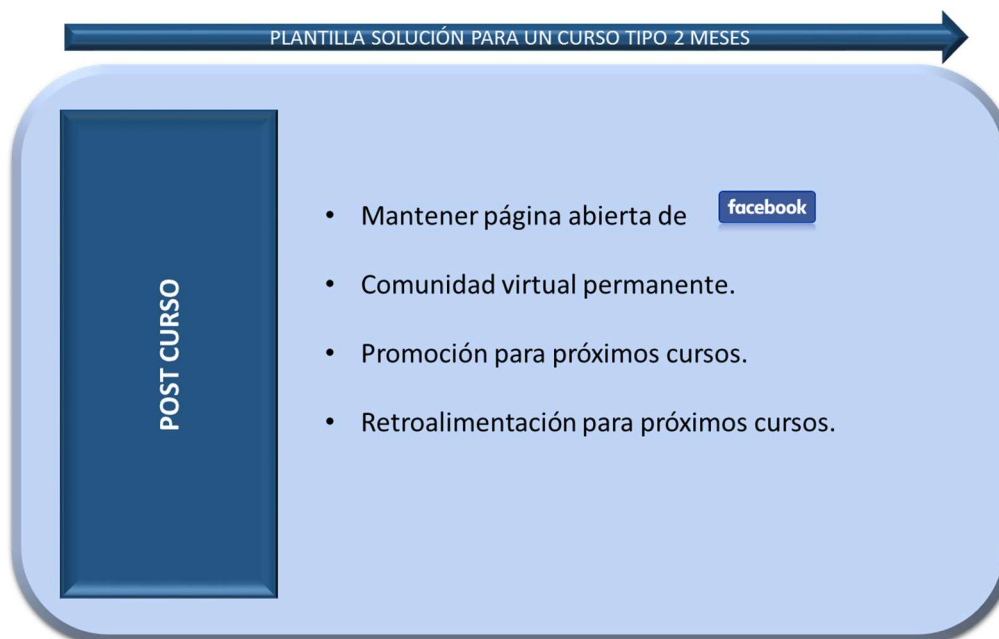 PLANTILLA SOLUCIÓN PARA UN CURSO TIPO 2 MESES
POST CURSO
• Mantener página abierta de facebook
• Comunidad virtual permanente.
• Promoción para próximos cursos.
• Retroalimentación para próximos cursos.